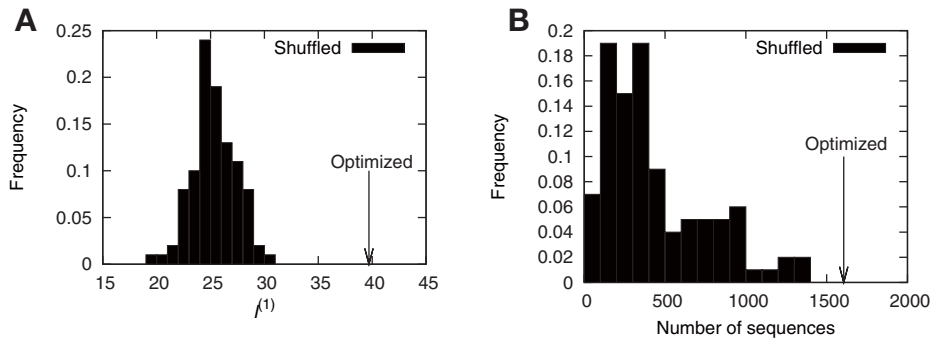 A
Frequency
0.25
0.2
0.15
0.1
0.05
0
Shuffled
Optimized
15
20
25
30
35
40
45
I(1)
B
Frequency
0.2
0.18
0.16
0.14
0.12
0.1
0.08
0.06
0.04
0.02
0
Shuffled
Optimized
0
500
1000
1500
2000
Number of sequences